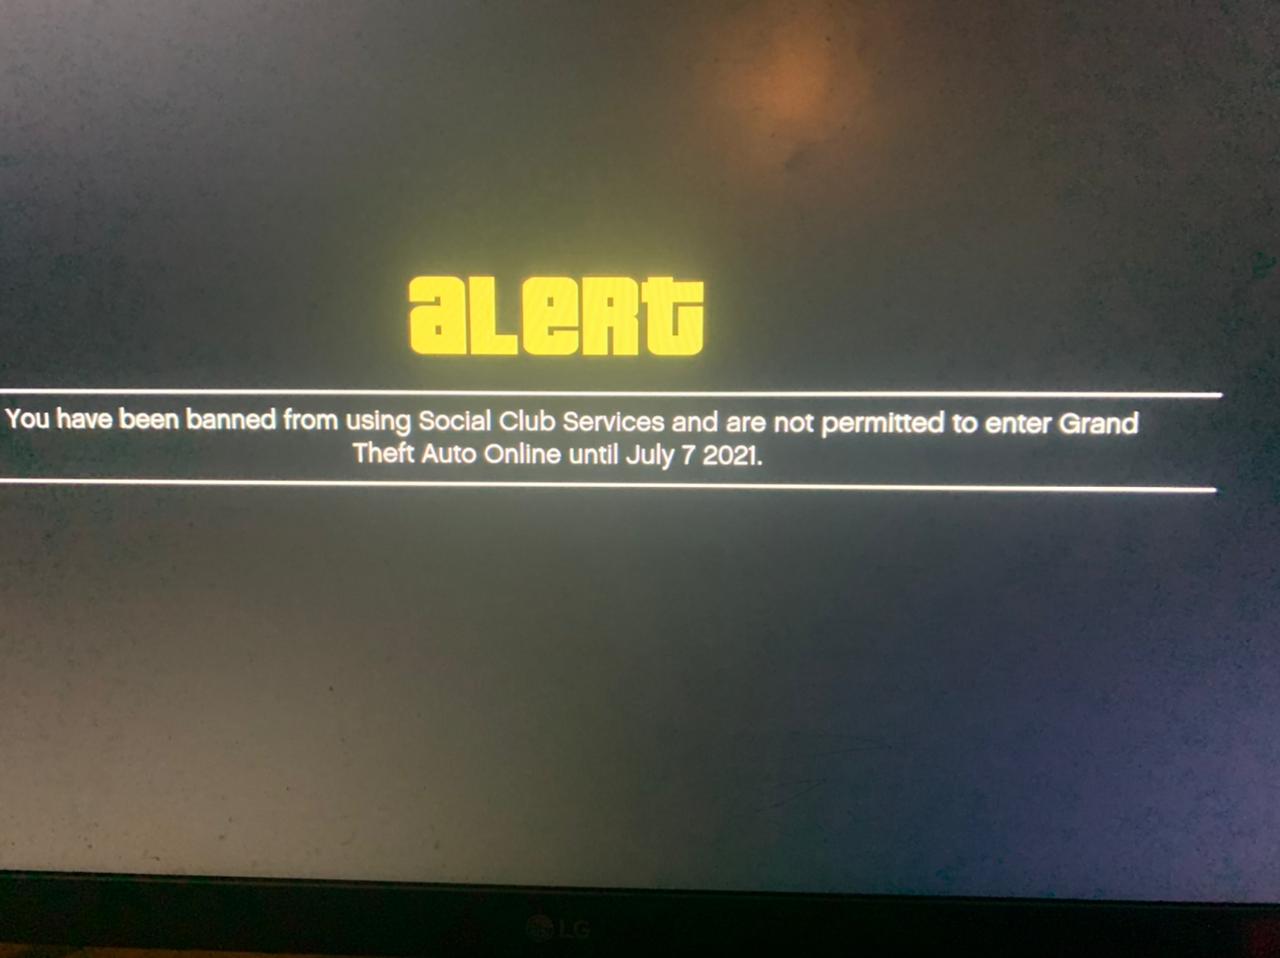 aLeRt
You have been banned from using Social Club Services and are not permitted to enter Grand
Theft Auto Online until July 7 2021.
LG